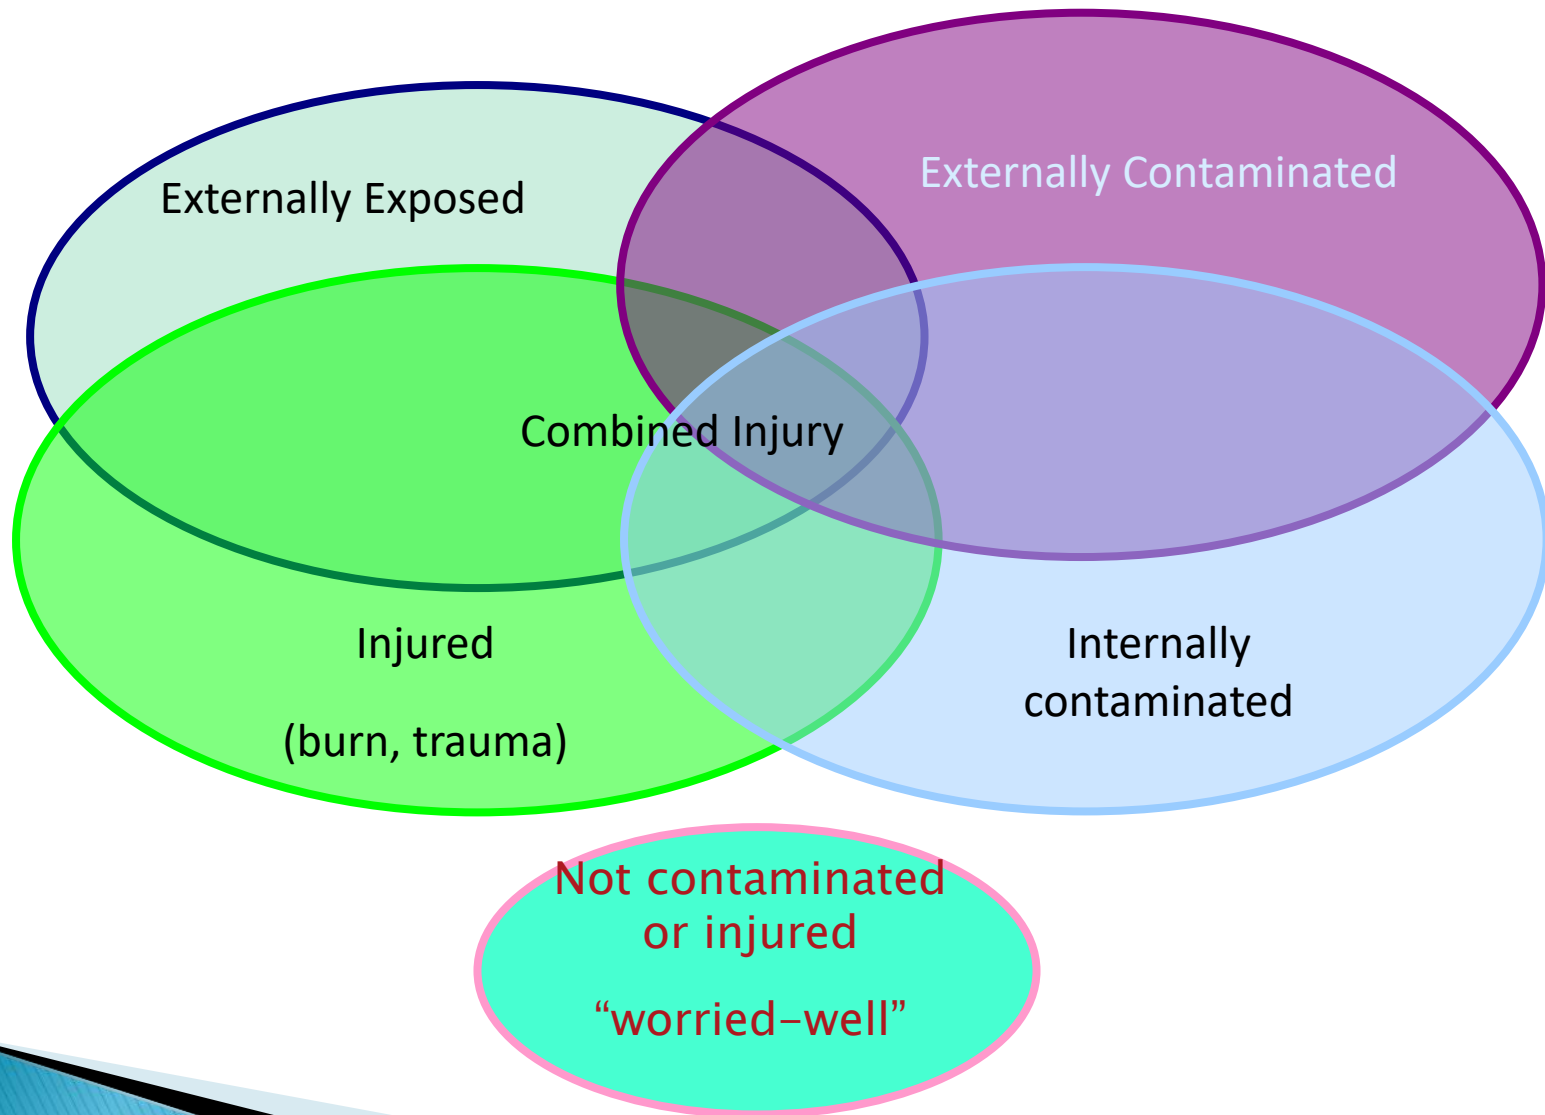 Externally Contaminated
Externally Exposed
Combined Injury
Injured
(burn, trauma)
Internally
contaminated
Not contaminated
or injured
“worried–well”